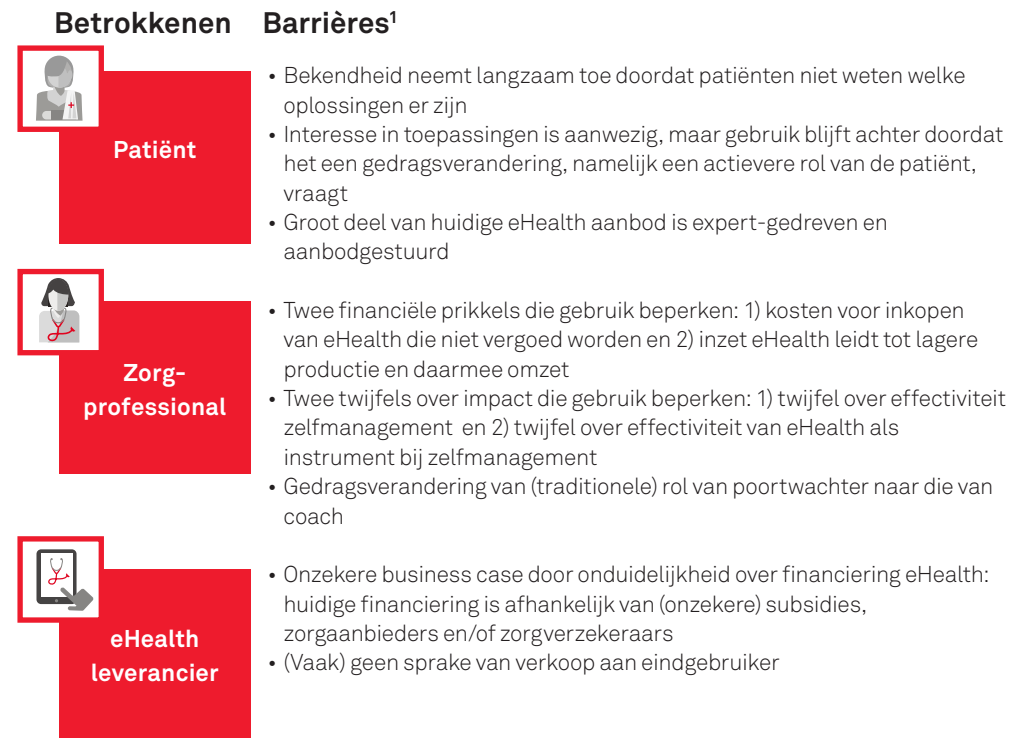 Betrokkenen Barrières¹
Patiënt
• Bekendheid neemt langzaam toe doordat patiënten niet weten welke
oplossingen er zijn
• Interesse in toepassingen is aanwezig, maar gebruik blijft achter doordat
het een gedragsverandering, namelijk een actievere rol van de patiënt,
vraagt
• Groot deel van huidige eHealth aanbod is expert-gedreven en
aanbodgestuurd
Zorg-
professional
• Twee financiële prikkels die gebruik beperken: 1) kosten voor inkopen
van eHealth die niet vergoed worden en 2) inzet eHealth leidt tot lagere
productie en daarmee omzet
• Twee twijfels over impact die gebruik beperken: 1) twijfel over effectiviteit
zelfmanagement en 2) twijfel over effectiviteit van eHealth als
instrument bij zelfmanagement
• Gedragsverandering van (traditionele) rol van poortwachter naar die van
coach
eHealth
leverancier
• Onzekere business case door onduidelijkheid over financiering eHealth:
huidige financiering is afhankelijk van (onzekere) subsidies,
zorgaanbieders en/of zorgverzekeraars
• (Vaak) geen sprake van verkoop aan eindgebruiker